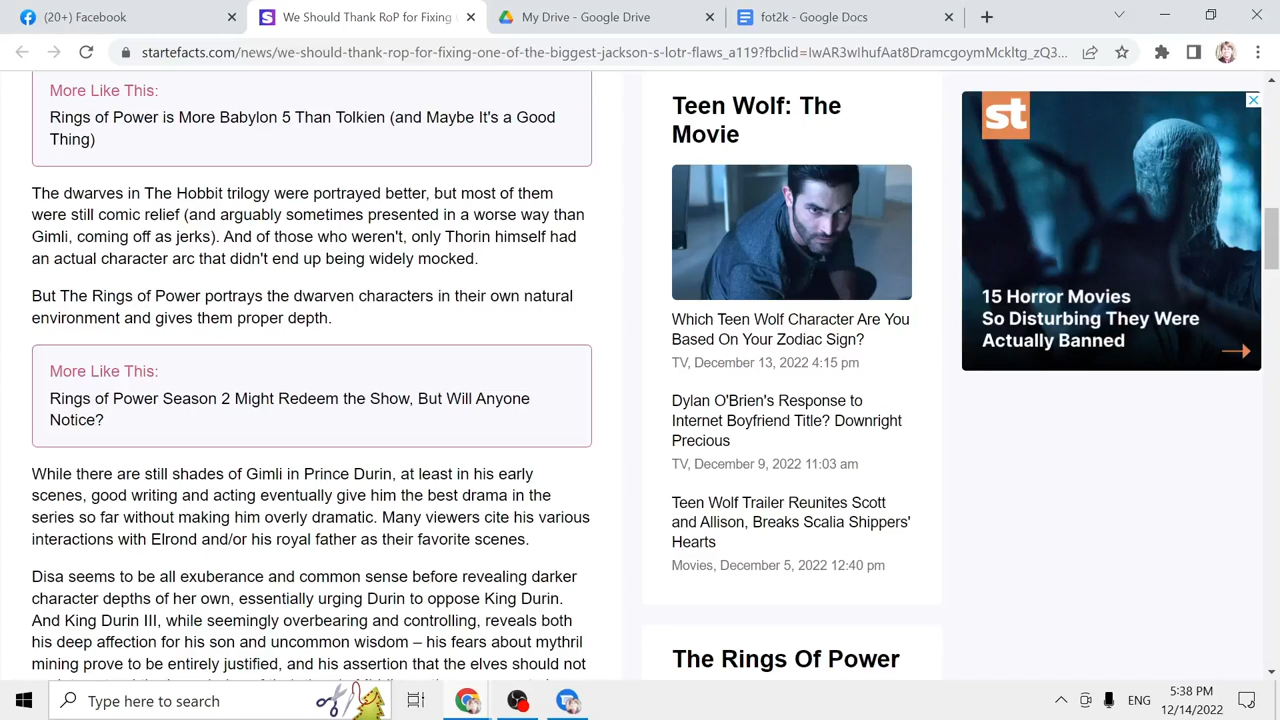 (20+) Facebook
We Should Thank RoP for Fixing
My Drive - Google Drive
fot2k - Google Docs
startefacts.com/news/we-should-thank-rop-for-fixing-one-of-the-biggest-jackson-s-lotr-flaws_a119?fbclid=IwAR3wIhufAat8DramcgoymMckltg_zQ3...
More Like This:
Rings of Power is More Babylon 5 Than Tolkien (and Maybe It's a Good
Thing)
The dwarves in The Hobbit trilogy were portrayed better, but most of them
were still comic relief (and arguably sometimes presented in a worse way than
Gimli, coming off as jerks). And of those who weren't, only Thorin himself had
an actual character arc that didn't end up being widely mocked.
But The Rings of Power portrays the dwarven characters in their own natural
environment and gives them proper depth.
More Like This:
Rings of Power Season 2 Might Redeem the Show, But Will Anyone
Notice?
While there are still shades of Gimli in Prince Durin, at least in his early
scenes, good writing and acting eventually give him the best drama in the
series so far without making him overly dramatic. Many viewers cite his various
interactions with Elrond and/or his royal father as their favorite scenes.
Disa seems to be all exuberance and common sense before revealing darker
character depths of her own, essentially urging Durin to oppose King Durin.
And King Durin III, while seemingly overbearing and controlling, reveals both
his deep affection for his son and uncommon wisdom – his fears about mythril
mining prove to be entirely justified, and his assertion that the elves should not
Teen Wolf: The
Movie
Which Teen Wolf Character Are You
Based On Your Zodiac Sign?
TV, December 13, 2022 4:15 pm
Dylan O'Brien's Response to
Internet Boyfriend Title? Downright
Precious
TV, December 9, 2022 11:03 am
Teen Wolf Trailer Reunites Scott
and Allison, Breaks Scalia Shippers'
Hearts
Movies, December 5, 2022 12:40 pm
The Rings Of Power
st
15 Horror Movies
So Disturbing They Were
Actually Banned
Type here to search
ENG
5:38 PM
12/14/2022